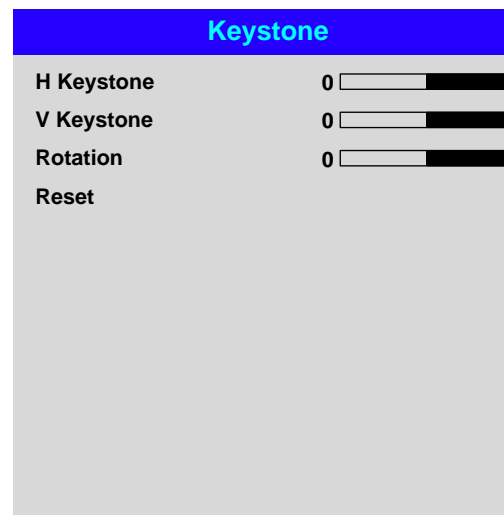 Keystone
H Keystone 0
V Keystone 0
Rotation 0
Reset